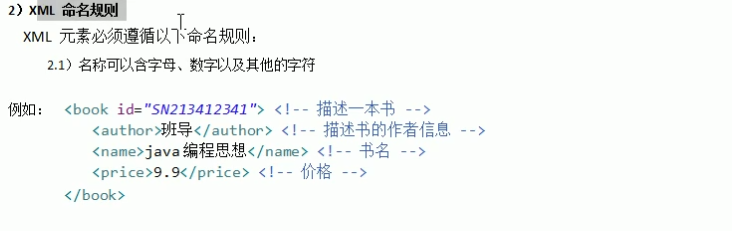 2）XML 命名规则
XML 元素必须遵循以下命名规则：
2.1）名称可以含字母、数字以及其他的字符
例如： <book id="SN213412341"> <!-- 描述一本书 -->
<author>班导</author> <!-- 描述书的作者信息 -->
<name>java编程思想</name> <!-- 书名 -->
<price>9.9</price> <!-- 价格 -->
</book>